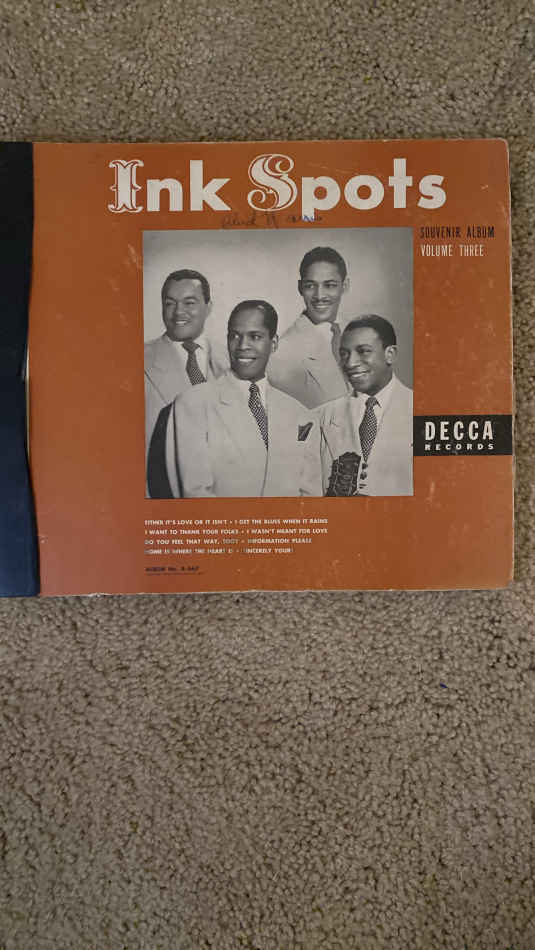 Ink Spots
SOUVENIR ALBUM
VOLUME THREE
DECCA
RECORDS
EITHER IT'S LOVE OR IT ISN'T • I GET THE BLUES WHEN IT RAINS
I WANT TO THANK YOUR FOLKS • I WASN'T MEANT FOR LOVE
DO YOU FEEL THAT WAY, TOO? • INFORMATION PLEASE
HOME IS WHERE THE HEART IS • SINCERELY YOURS
ALBUM No. A-